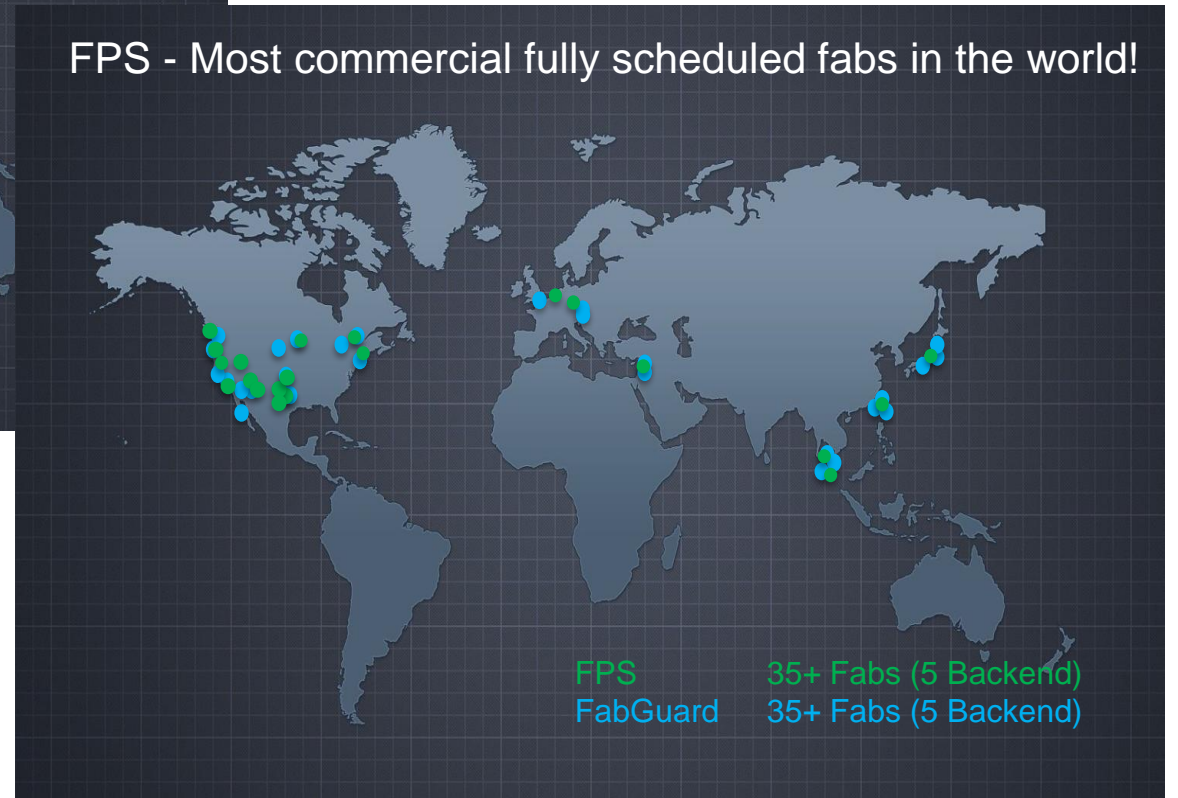 FPS - Most commercial fully scheduled fabs in the world!
FPS 35+ Fabs (5 Backend)
FabGuard 35+ Fabs (5 Backend)